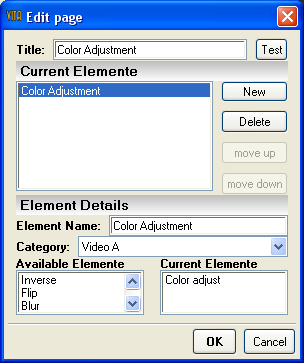 VITA Edit page
Title: Color Adjustment Test
Current Elemente
Color Adjustment
New
Delete
move up
move down
Element Details
Element Name: Color Adjustment
Category: Video A
Available Elemente Current Elemente
Inverse Color adjust
Flip
Blur
OK Cancel